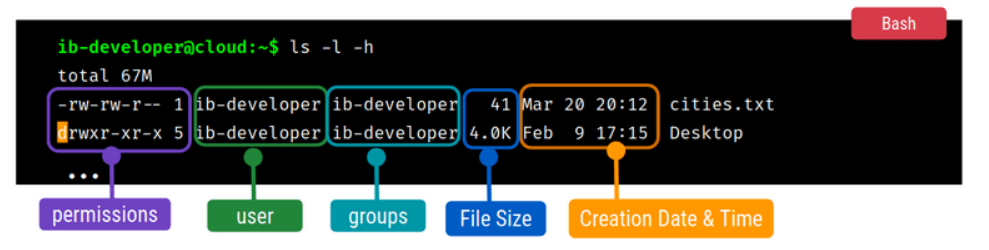 Bash
ib-developer@cloud:~$ ls -l -h
total 67M
-rw-rw-r-- 1 ib-developer ib-developer 41 Mar 20 20:12 cities.txt
drwxr-xr-x 5 ib-developer ib-developer 4.0K Feb 9 17:15 Desktop
...
permissions user groups File Size Creation Date & Time